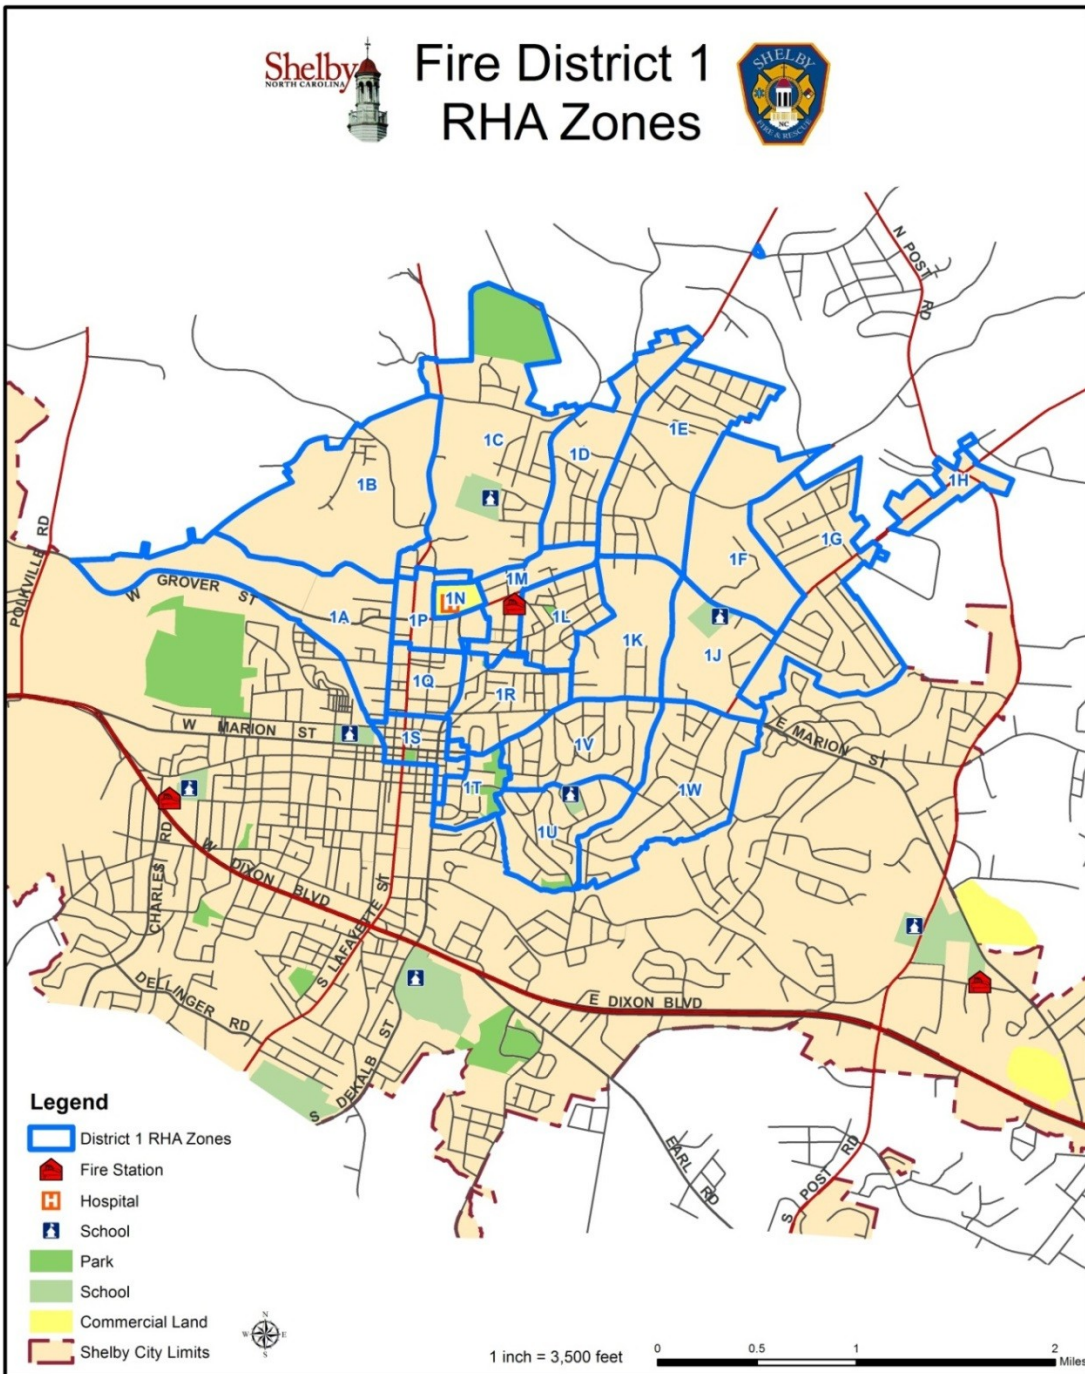 Shelby
NORTH CAROLINA
Fire District 1
RHA Zones
SHELBY
NC
FIRE & RESCUE
N POST RD
1E
1C
1D
1H
1B
1G
POLKVILLE RD
1F
1M
W GROVER ST
1N
1A
1P
1L
1K
1J
1Q
1R
W MARION ST
1S
1V
E MARION ST
1T
1W
1U
CHARLES RD
W DIXON BLVD
S LAFAYETTE ST
DELLINGER RD
E DIXON BLVD
S DEKALB ST
EARL RD
S POST RD
Legend
District 1 RHA Zones
Fire Station
H Hospital
School
Park
School
Commercial Land
Shelby City Limits
N
W E
S
1 inch = 3,500 feet
0 0.5 1 2
Miles